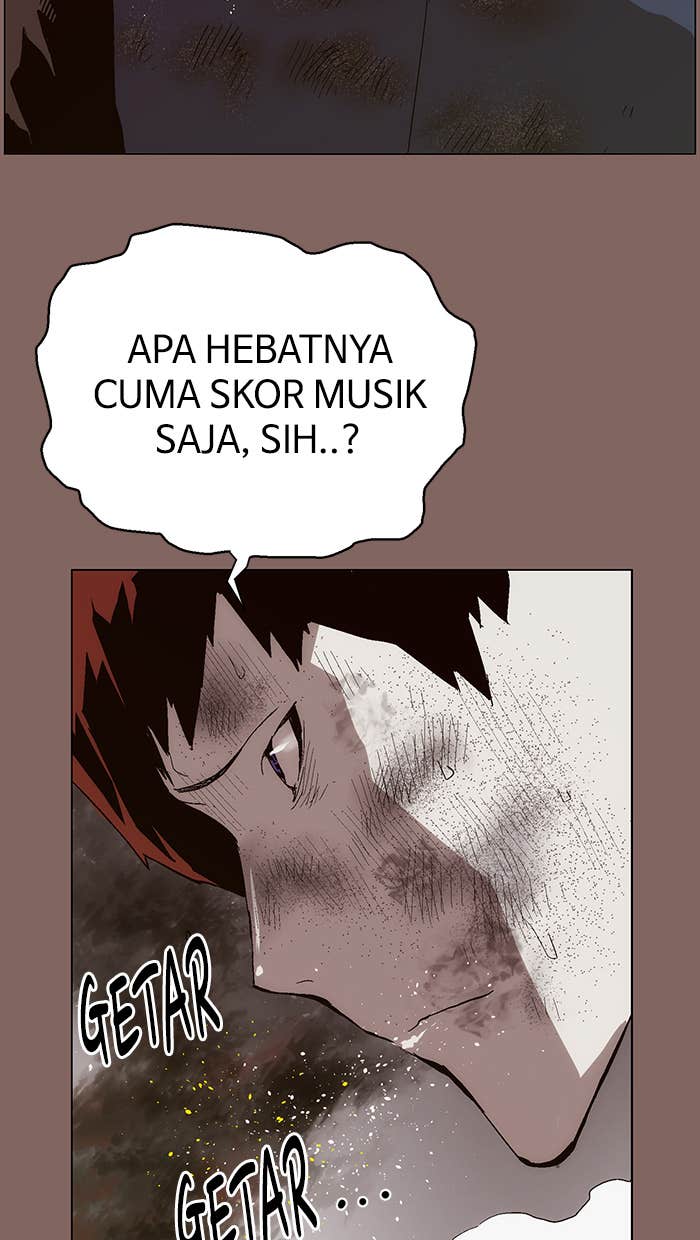 APA HEBATNYA
CUMA SKOR MUSIK
SAJA, SIH..?
GETAR
GETAR ...